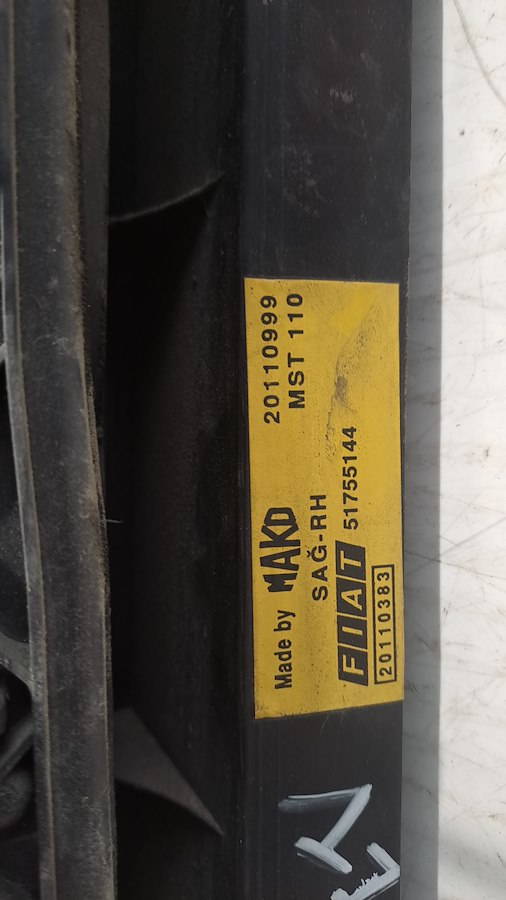 Made by MAKO
20110999
SAĞ-RH
MST 110
FIAT 51755144
20110383